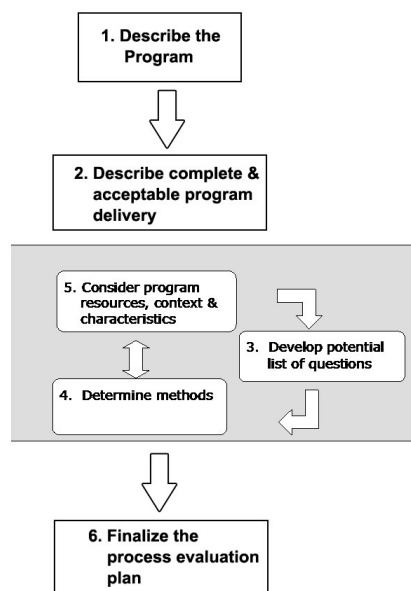 1. Describe the
Program
2. Describe complete &
acceptable program
delivery
5. Consider program
resources, context &
characteristics
3. Develop potential
list of questions
4. Determine methods
6. Finalize the
process evaluation
plan